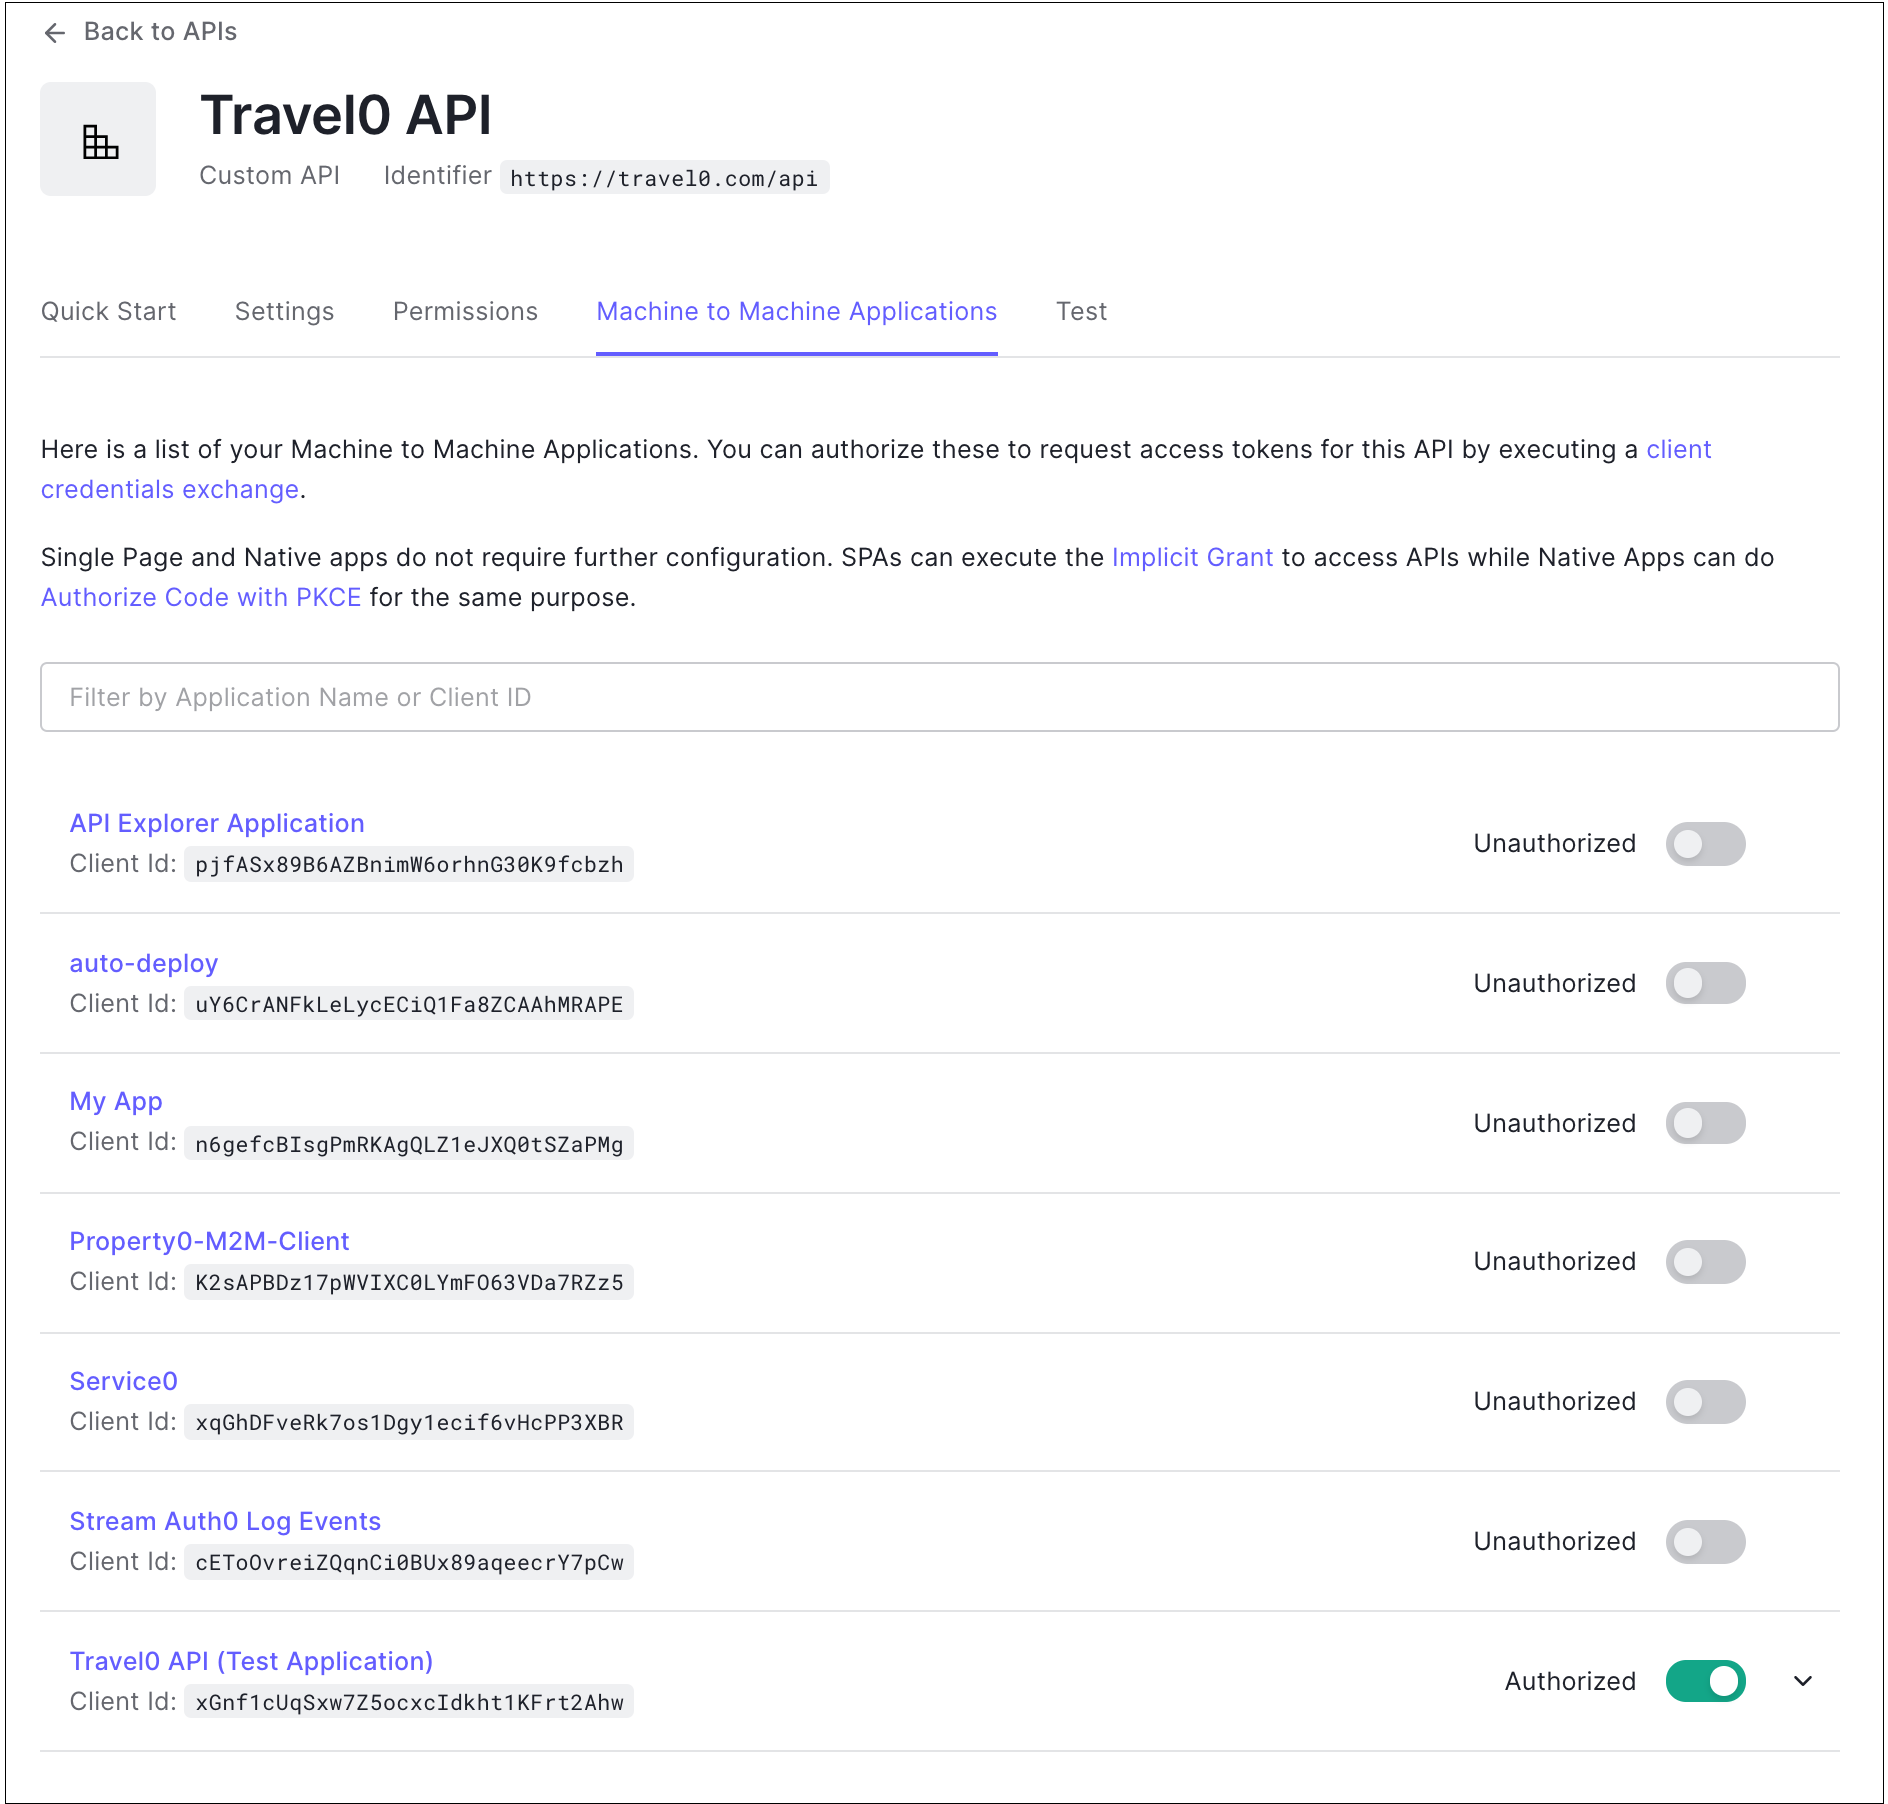 Back to APIs
Travel0 API
Custom API Identifier https://travel0.com/api
Quick Start Settings Permissions Machine to Machine Applications Test
Here is a list of your Machine to Machine Applications. You can authorize these to request access tokens for this API by executing a client
credentials exchange.
Single Page and Native apps do not require further configuration. SPAs can execute the Implicit Grant to access APIs while Native Apps can do
Authorize Code with PKCE for the same purpose.
Filter by Application Name or Client ID
API Explorer Application
Client Id: pjfASx89B6AZBnimW6orhnG30K9fcbzh
Unauthorized
auto-deploy
Client Id: uY6CrANFkLeLycECiQ1Fa8ZCAAhMRAPE
Unauthorized
My App
Client Id: n6gefcBIsgPmRKAgQLZ1eJXQ0tSZaPMg
Unauthorized
Property0-M2M-Client
Client Id: K2sAPBDz17pWVIXC0LYmFO63VDa7RZz5
Unauthorized
Service0
Client Id: xqGhDFveRk7os1Dgy1ecif6vHcPP3XBR
Unauthorized
Stream Auth0 Log Events
Client Id: cEToOvreiZQqnCi0BUx89aqeecrY7pCw
Unauthorized
Travel0 API (Test Application)
Client Id: xGnf1cUqSxw7Z5ocxcIdkht1KFrt2Ahw
Authorized